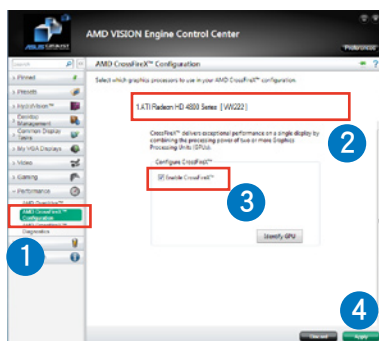 AMD VISION Engine Control Center
Preferences
Search
AMD CrossFireX™ Configuration
?
Select which graphics processors to use in your AMD CrossFireX™ configuration.
Pinned
Presets
HydraVision™
Desktop
Management
Common Display
Tasks
My VGA Displays
Video
Gaming
Performance
AMD OverDrive™
AMD CrossFireX™
Configuration
AMD CrossFireX™
Diagnostics
1
1.ATI Radeon HD 4800 Series [ VW222 ]
2
CrossFireX™ delivers exceptional performance on a single display by
combining the processing power of two or more Graphics
Processing Units (GPUs).
Configure CrossFireX™
Enable CrossFireX™
3
Identify GPU
4
Discard
Apply